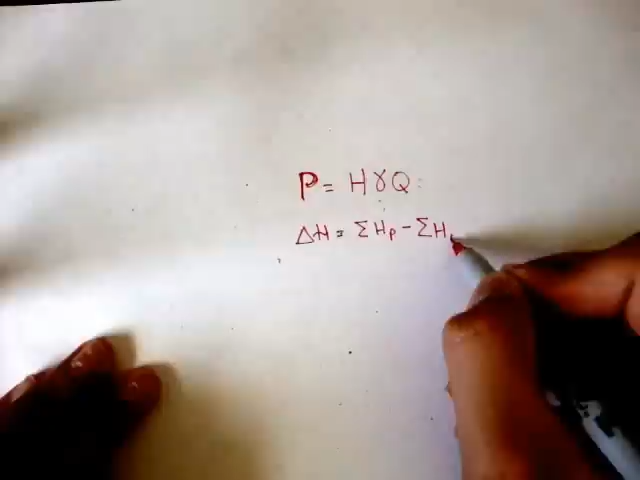 P = HγQ
ΔH = ΣHp - ΣH